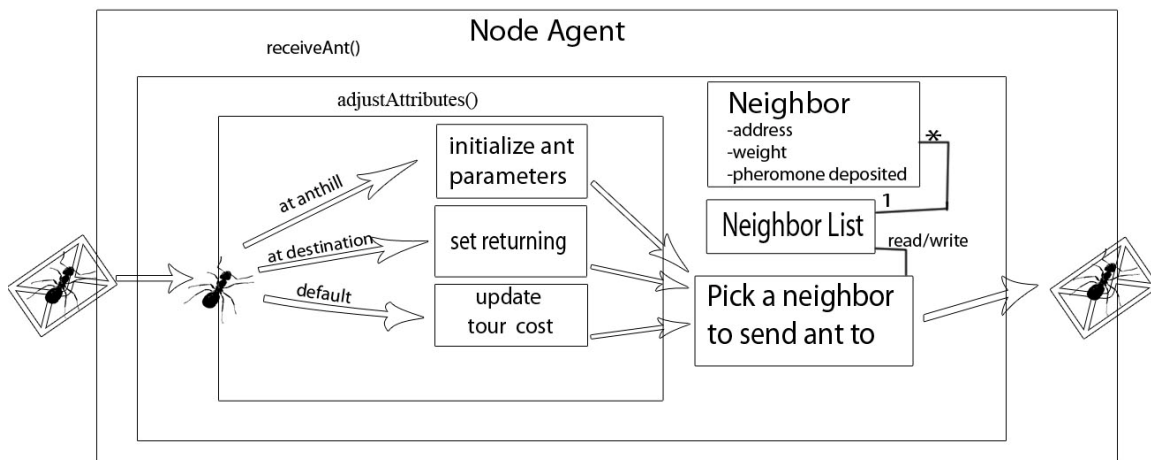 Node Agent
receiveAnt()
adjustAttributes()
at anthill
at destination
default
initialize ant
parameters
set returning
update
tour cost
Neighbor
-address
-weight
-pheromone deposited
*
1
Neighbor List
read/write
Pick a neighbor
to send ant to